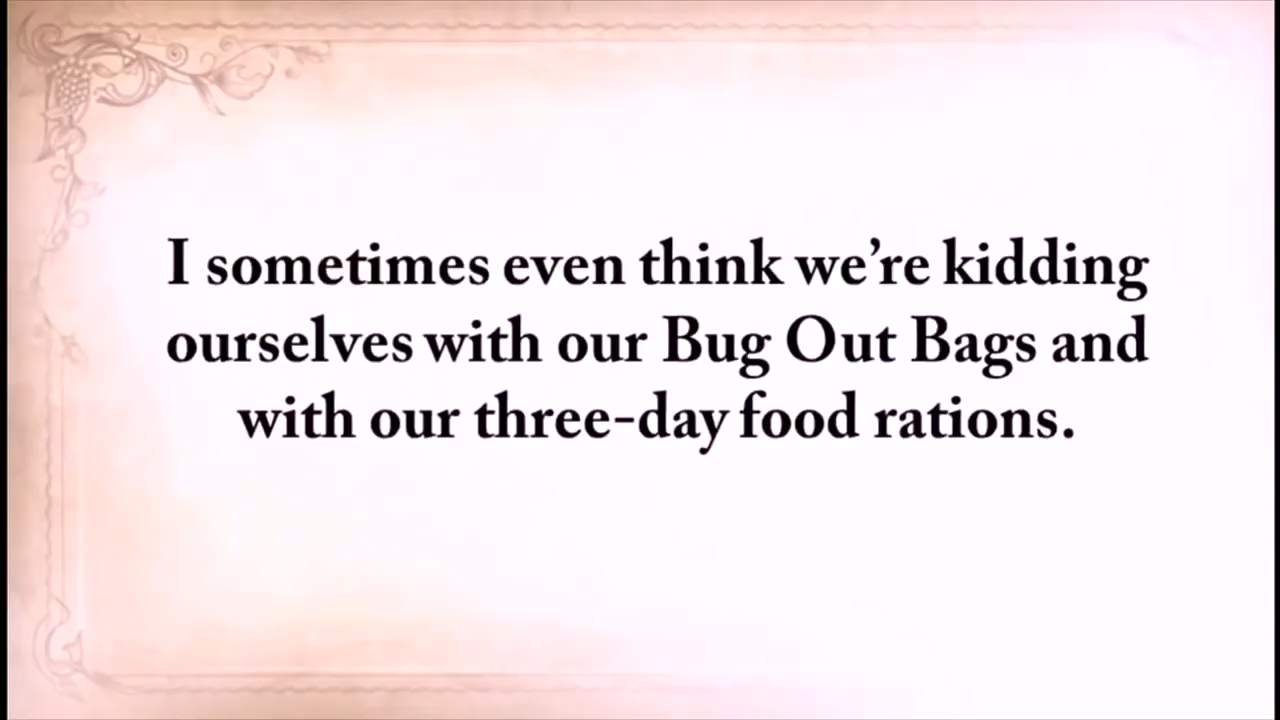 I sometimes even think we’re kidding
ourselves with our Bug Out Bags and
with our three-day food rations.